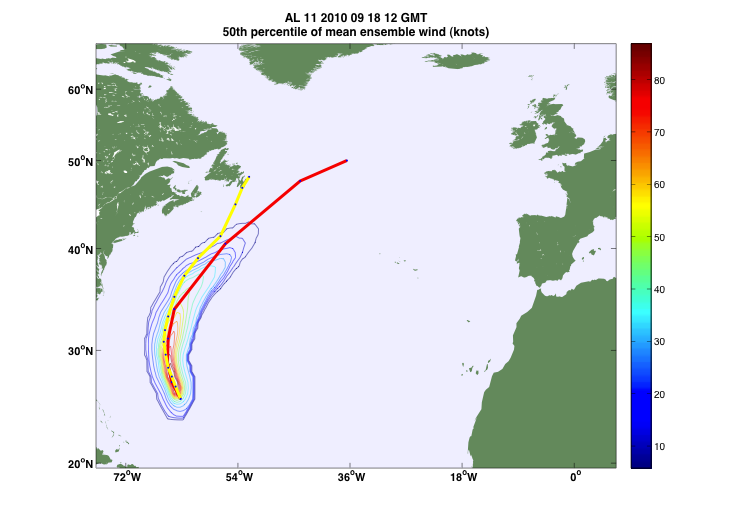 AL 11 2010 09 18 12 GMT
50th percentile of mean ensemble wind (knots)
60°N
50°N
40°N
30°N
20°N
72°W
54°W
36°W
18°W
0°
80
70
60
50
40
30
20
10